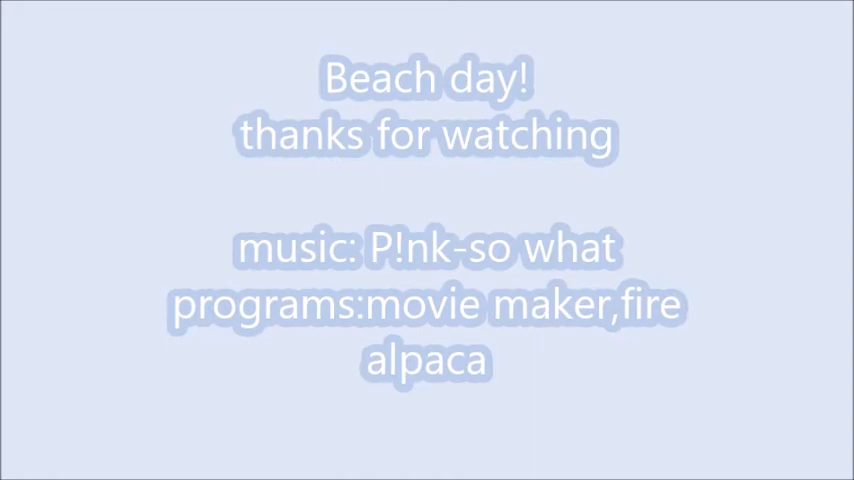 Beach day!
thanks for watching
music: P!nk-so what
programs:movie maker,fire
alpaca